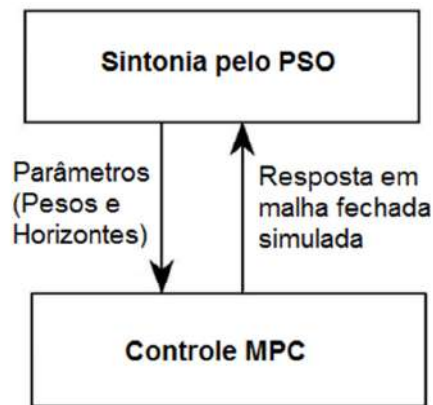 Sintonia pelo PSO
Parâmetros
(Pesos e
Horizontes)
Resposta em
malha fechada
simulada
Controle MPC